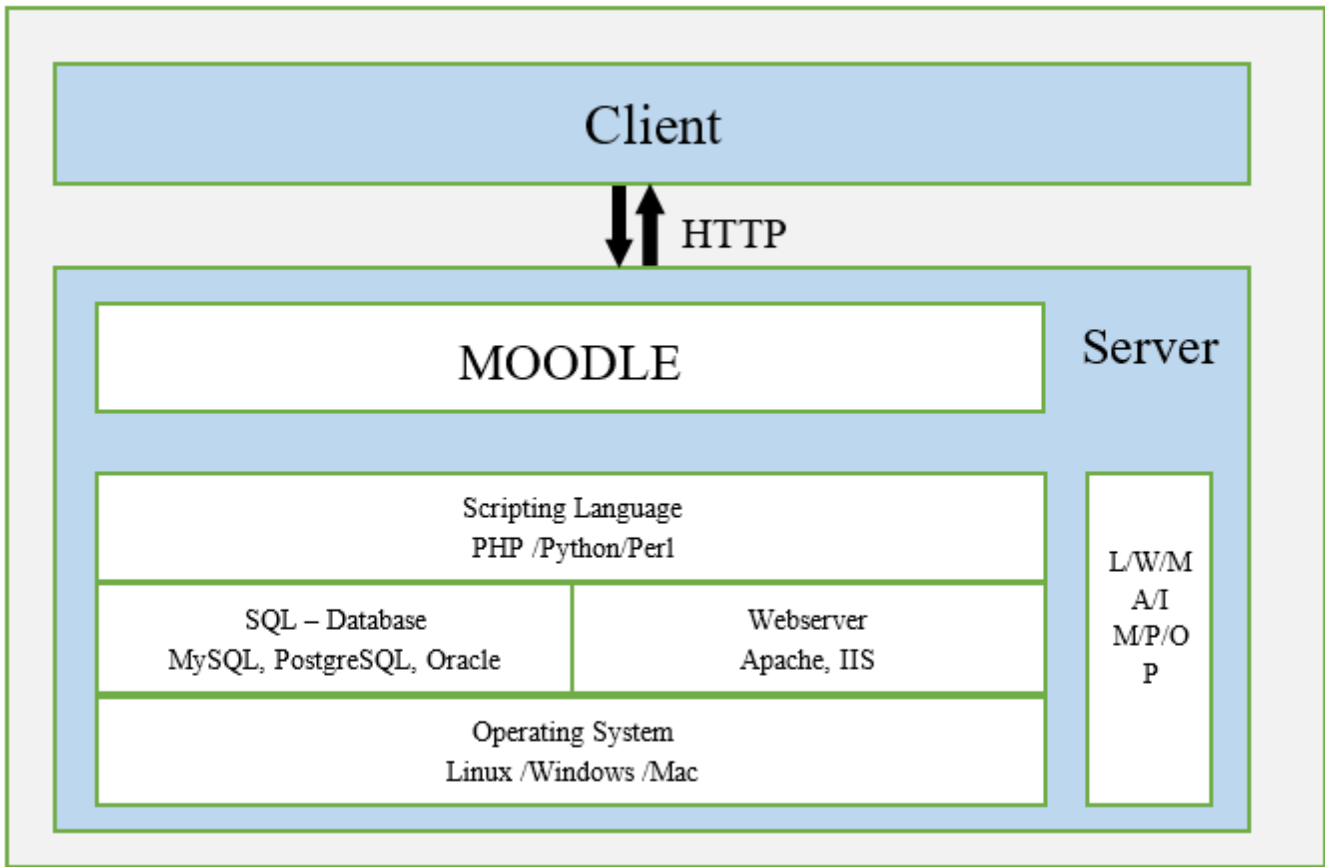 Client
HTTP
MOODLE
Server
Scripting Language
PHP /Python/Perl
SQL – Database
MySQL, PostgreSQL, Oracle
Webserver
Apache, IIS
Operating System
Linux /Windows /Mac
L/W/M
A/I
M/P/O
P